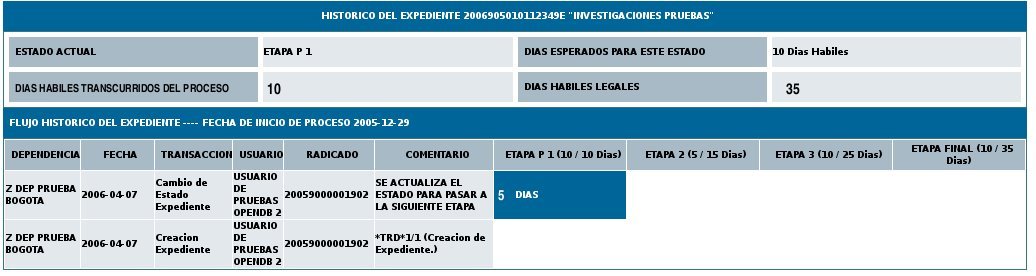 HISTORICO DEL EXPEDIENTE 2006905010112349E "INVESTIGACIONES PRUEBAS"
ESTADO ACTUAL ETAPA P 1 DIAS ESPERADOS PARA ESTE ESTADO 10 Dias Habiles
DIAS HABILES TRANSCURRIDOS DEL PROCESO 10 DIAS HABILES LEGALES 35
FLUJO HISTORICO DEL EXPEDIENTE ---- FECHA DE INICIO DE PROCESO 2005-12-29
DEPENDENCIA FECHA TRANSACCION USUARIO RADICADO COMENTARIO ETAPA P 1 (10 / 10 Dias) ETAPA 2 (5 / 15 Dias) ETAPA 3 (10 / 25 Dias) ETAPA FINAL (10 / 35
Dias)
Z DEP PRUEBA
BOGOTA
2006-04-07
Cambio de
Estado
Expediente
USUARIO
DE
PRUEBAS
OPENDB 2
20059000001902
SE ACTUALIZA EL
ESTADO PARA PASAR A
LA SIGUIENTE ETAPA
5 DIAS
Z DEP PRUEBA
BOGOTA
2006-04-07
Creacion
Expediente
USUARIO
DE
PRUEBAS
OPENDB 2
20059000001902
*TRD*1/1 (Creacion de
Expediente.)